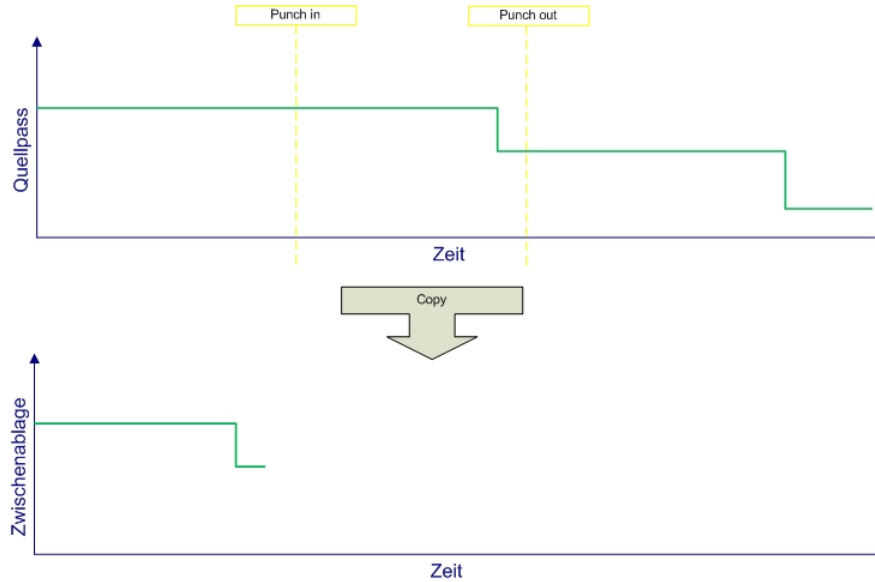 Punch in
Punch out
Quellpass
Zeit
Copy
Zwischenablage
Zeit